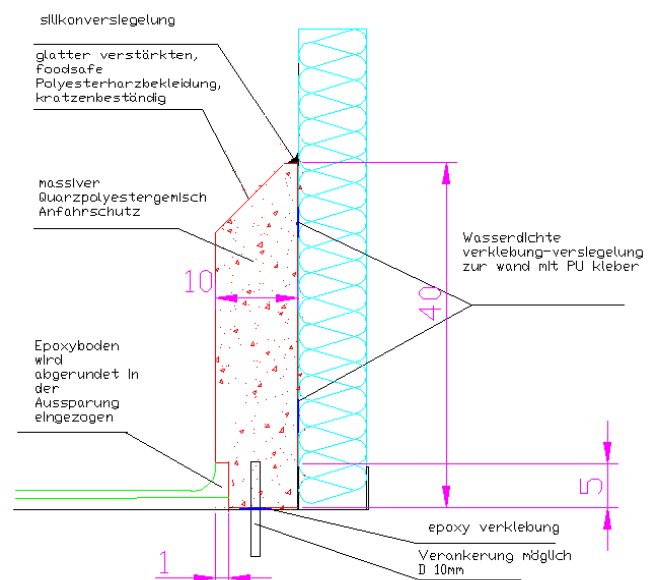 silikonversiegelung
glatter verstärkten,
foodsafe
Polyesterharzbekleidung,
kratzenbeständig
massiver
Quarzpolyestergemisch
Anfahrschutz
10
40
Wasserdichte
verklebung-versiegelung
zur wand mit PU kleber
Epoxyboden
wird
abgerundet in
der
Aussparung
eingezogen
5
1
epoxy verklebung
Verankerung möglich
D 10mm